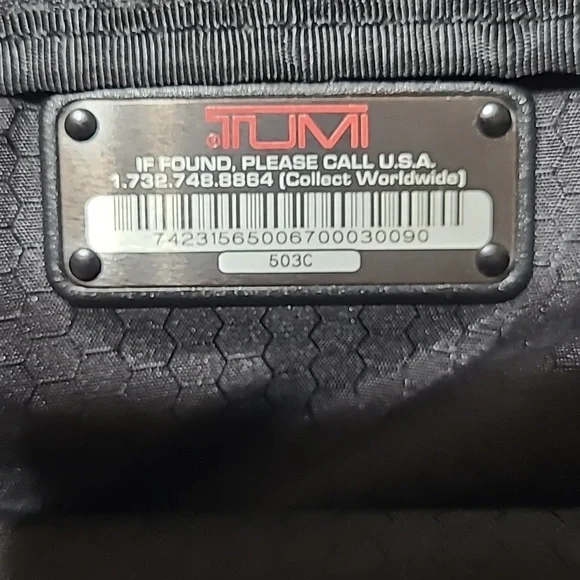 TUMI®
IF FOUND, PLEASE CALL U.S.A.
1.732.748.8864 (Collect Worldwide)
74231565006700030090
503C